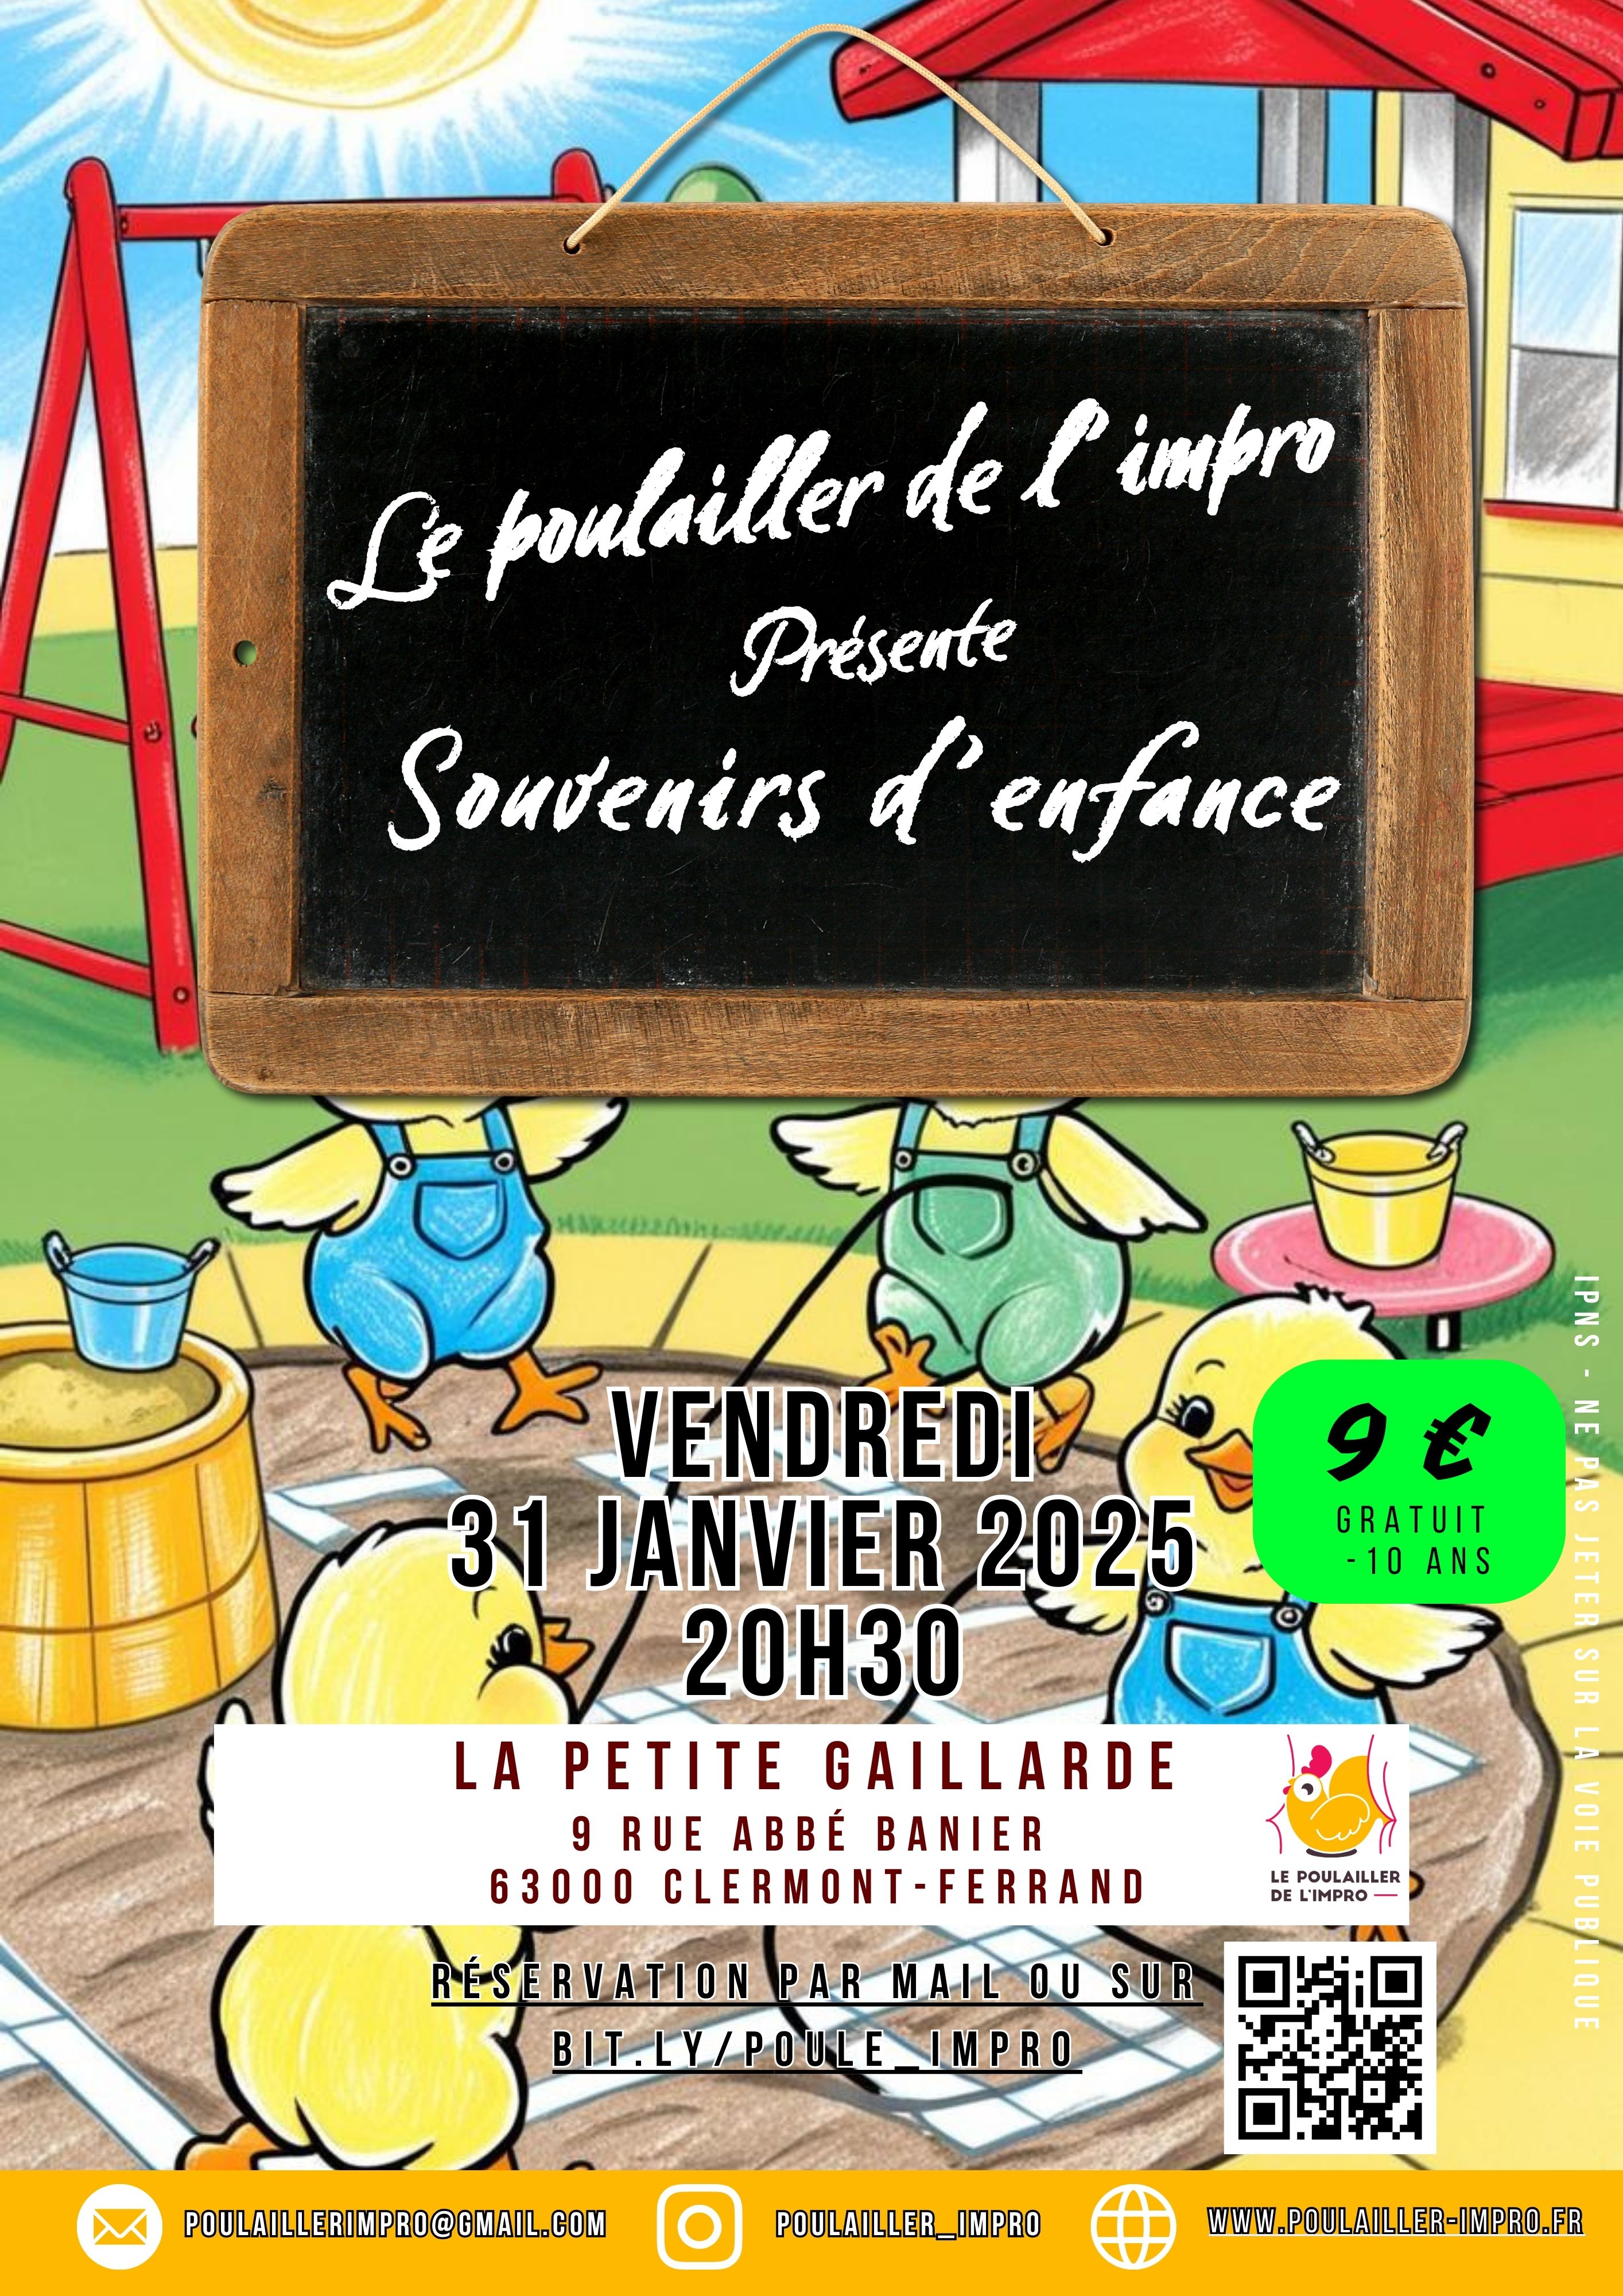 Le poulailler de l'impro
Présente
Souvenirs d'enfance
VENDREDI
31 JANVIER 2025
20H30
9 €
GRATUIT
-10 ANS
IPNS - NE PAS JETER SUR LA VOIE PUBLIQUE
LA PETITE GAILLARDE
9 RUE ABBÉ BANIER
63000 CLERMONT-FERRAND
LE POULAILLER
DE L'IMPRO
RÉSERVATION PAR MAIL OU SUR
BIT.LY/POULE_IMPRO
POULAILLERIMPRO@GMAIL.COM
POULAILLER_IMPRO
WWW.POULAILLER-IMPRO.FR